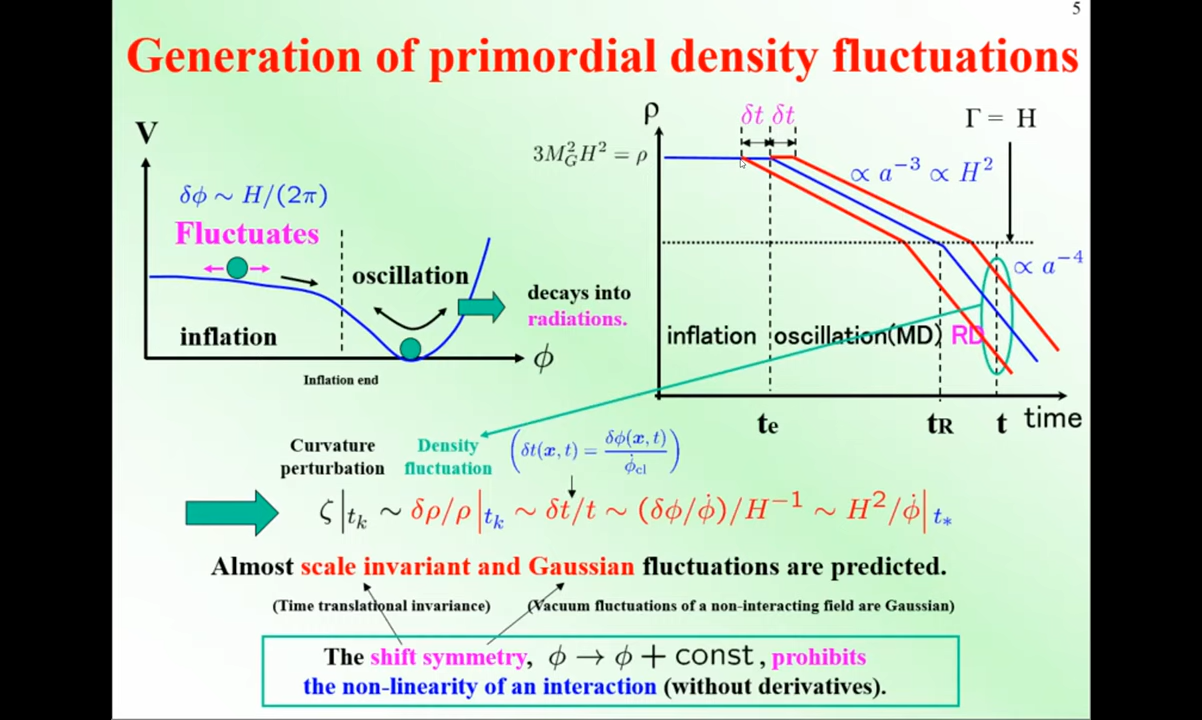 5
Generation of primordial density fluctuations
V
δϕ ∼ H/(2π)
Fluctuates
oscillation
inflation
Inflation end
ϕ
decays into
radiations.
ρ
3M_G^2 H^2 = ρ
δt δt
Γ = H
∝ a^{-3} ∝ H^2
∝ a^{-4}
inflation oscillation(MD) RD
te tR t time
Curvature
perturbation
Density
fluctuation
(δt(x, t) = δϕ(x, t)/ϕ̇_cl)
ζ|_{t_k} ∼ δρ/ρ|_{t_k} ∼ δt/t ∼ (δϕ/ϕ̇)/H^{-1} ∼ H^2/ϕ̇|_{t_*}
Almost scale invariant and Gaussian fluctuations are predicted.
(Time translational invariance) (Vacuum fluctuations of a non-interacting field are Gaussian)
The shift symmetry, ϕ → ϕ + const, prohibits
the non-linearity of an interaction (without derivatives).